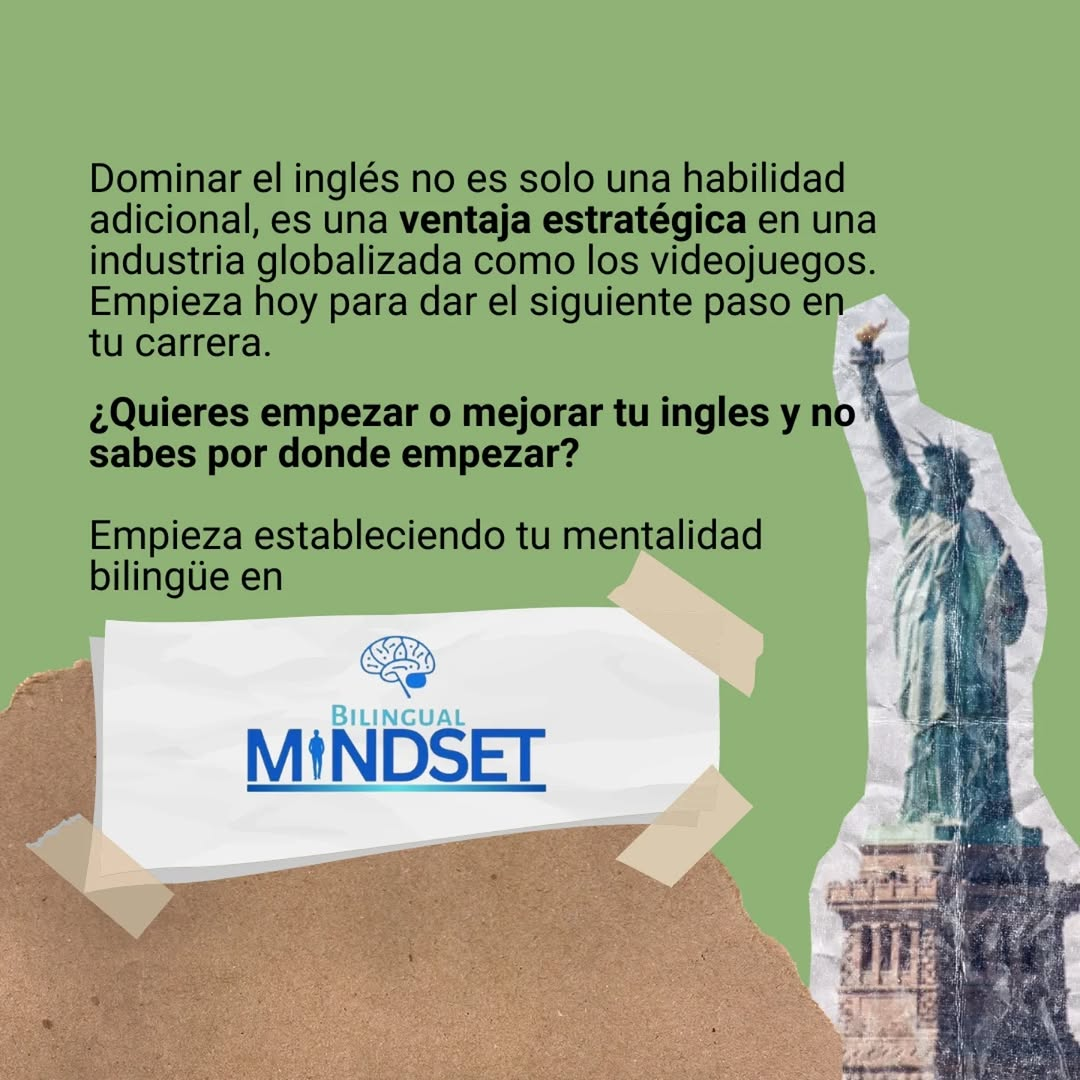 Dominar el inglés no es solo una habilidad
adicional, es una ventaja estratégica en una
industria globalizada como los videojuegos.
Empieza hoy para dar el siguiente paso en
tu carrera.
¿Quieres empezar o mejorar tu ingles y no
sabes por donde empezar?
Empieza estableciendo tu mentalidad
bilingüe en
BILINGUAL
MINDSET